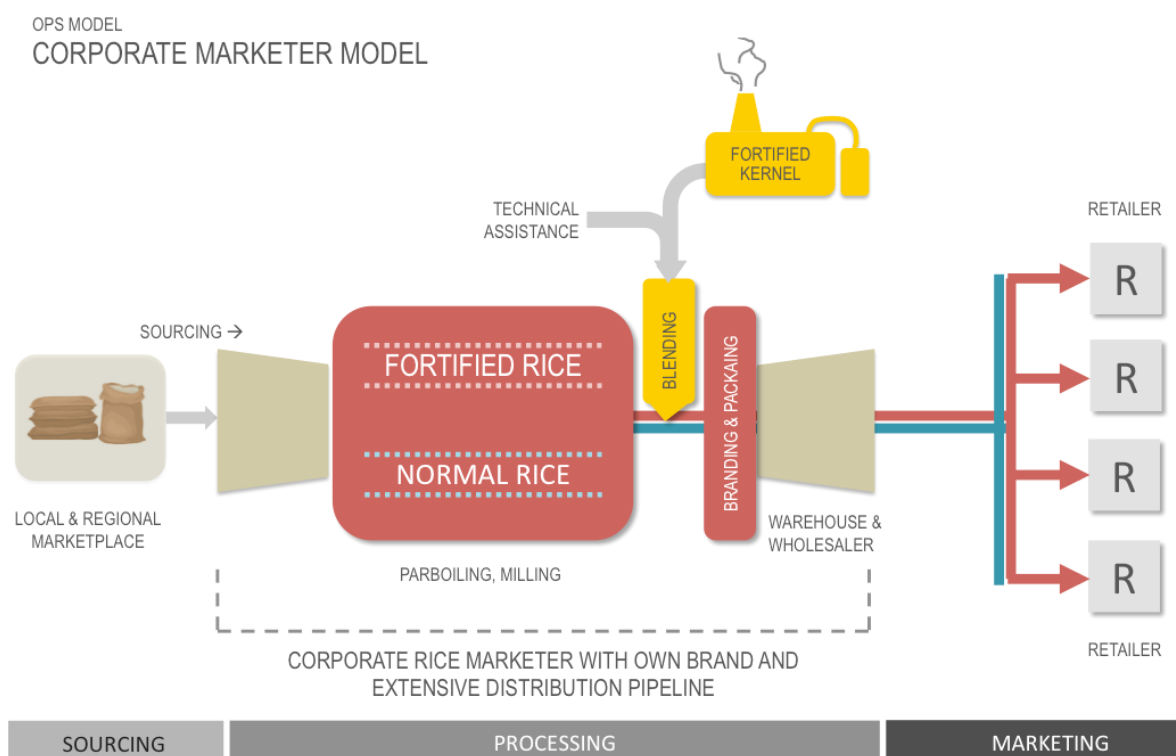 OPS MODEL
CORPORATE MARKETER MODEL
FORTIFIED
KERNEL
TECHNICAL
ASSISTANCE
RETAILER
R
SOURCING →
BLENDING
FORTIFIED RICE
R
BRANDING & PACKAING
NORMAL RICE
R
LOCAL & REGIONAL
MARKETPLACE
WAREHOUSE &
WHOLESALER
PARBOILING, MILLING
R
RETAILER
CORPORATE RICE MARKETER WITH OWN BRAND AND
EXTENSIVE DISTRIBUTION PIPELINE
SOURCING
PROCESSING
MARKETING